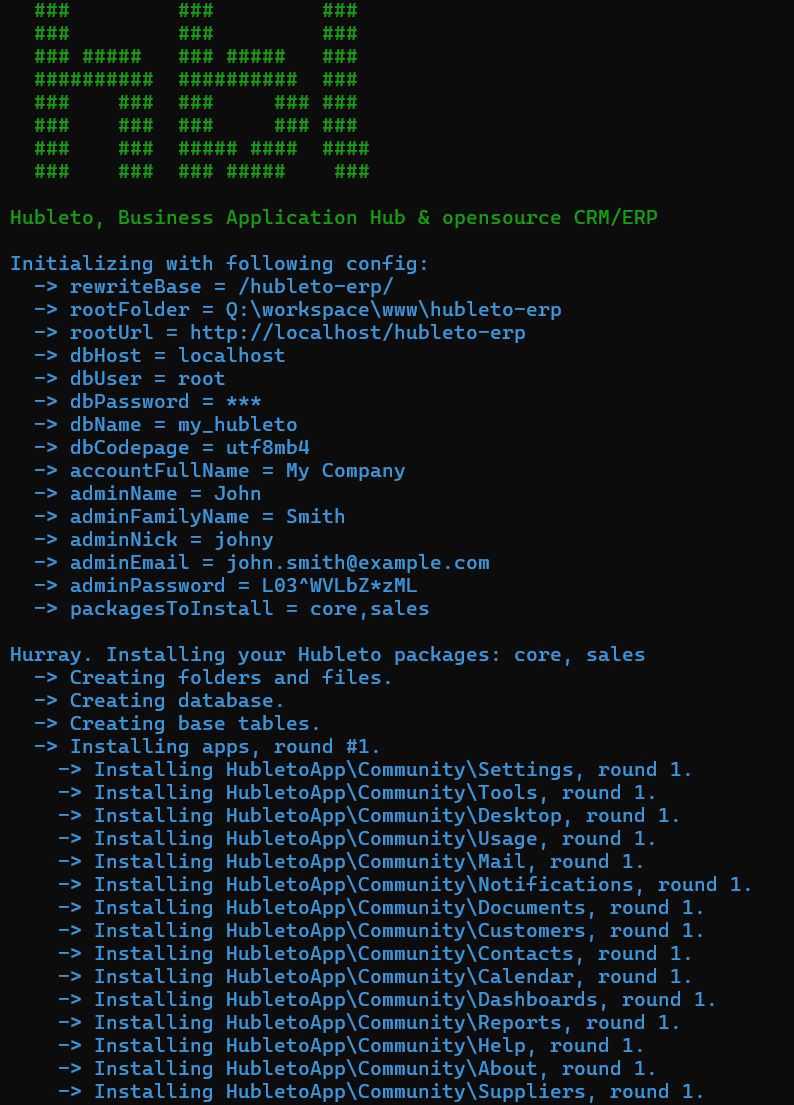 ###         ###         ###
###         ###         ###
### #####   ### #####   ###
##########  ##########  ###
###    ###  ###     ### ###
###    ###  ###     ### ###
###    ###  ##### ####  ####
###    ###  ### #####    ###
Hubleto, Business Application Hub & opensource CRM/ERP
Initializing with following config:
-> rewriteBase = /hubleto-erp/
-> rootFolder = Q:\workspace\www\hubleto-erp
-> rootUrl = http://localhost/hubleto-erp
-> dbHost = localhost
-> dbUser = root
-> dbPassword = ***
-> dbName = my_hubleto
-> dbCodepage = utf8mb4
-> accountFullName = My Company
-> adminName = John
-> adminFamilyName = Smith
-> adminNick = johny
-> adminEmail = john.smith@example.com
-> adminPassword = L03^WVLbZ*zML
-> packagesToInstall = core,sales
Hurray. Installing your Hubleto packages: core, sales
-> Creating folders and files.
-> Creating database.
-> Creating base tables.
-> Installing apps, round #1.
-> Installing HubletoApp\Community\Settings, round 1.
-> Installing HubletoApp\Community\Tools, round 1.
-> Installing HubletoApp\Community\Desktop, round 1.
-> Installing HubletoApp\Community\Usage, round 1.
-> Installing HubletoApp\Community\Mail, round 1.
-> Installing HubletoApp\Community\Notifications, round 1.
-> Installing HubletoApp\Community\Documents, round 1.
-> Installing HubletoApp\Community\Customers, round 1.
-> Installing HubletoApp\Community\Contacts, round 1.
-> Installing HubletoApp\Community\Calendar, round 1.
-> Installing HubletoApp\Community\Dashboards, round 1.
-> Installing HubletoApp\Community\Reports, round 1.
-> Installing HubletoApp\Community\Help, round 1.
-> Installing HubletoApp\Community\About, round 1.
-> Installing HubletoApp\Community\Suppliers, round 1.